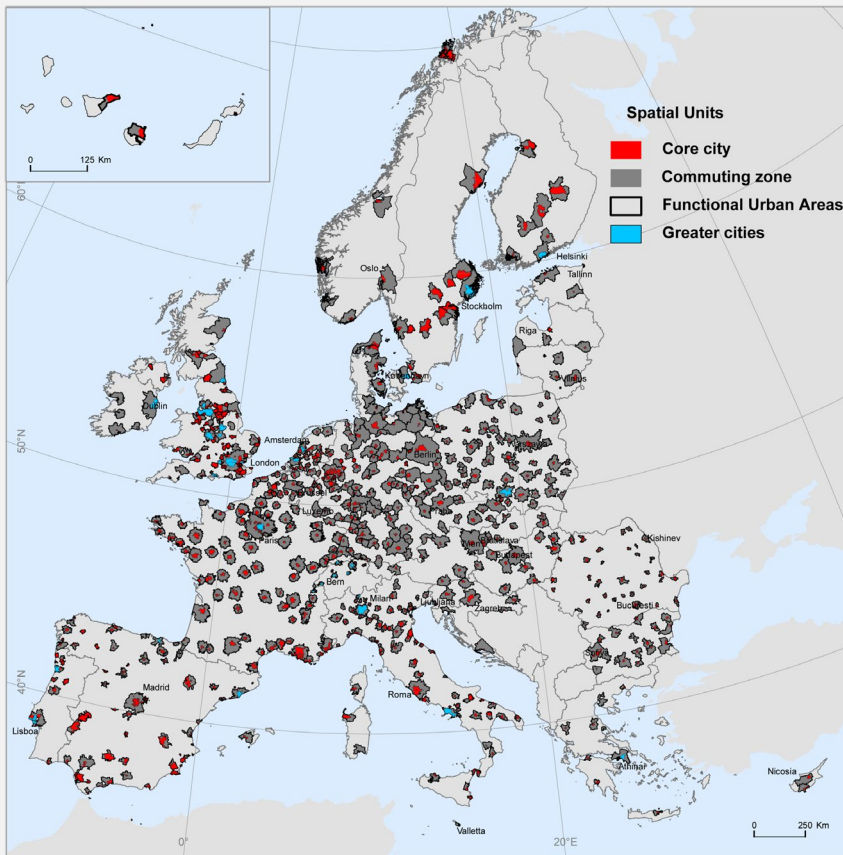 0
125 Km
60°N
50°N
40°N
0°
20°E
Spatial Units
Core city
Commuting zone
Functional Urban Areas
Greater cities
Oslo
Helsinki
Tallinn
Stockholm
Riga
Vilnius
Dublin
Amsterdam
London
Berlin
Paris
Bern
Milan
Ljubljana
Zagreb
Budapest
Kishinev
Bucuresti
Madrid
Lisboa
Roma
Athinai
Nicosia
Valletta
0
250 Km